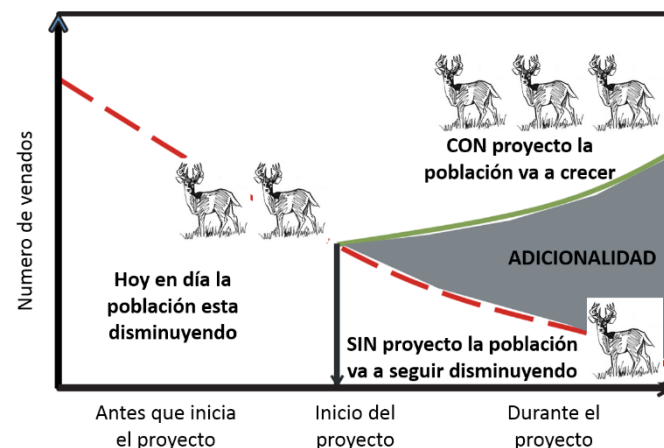 Numero de venados
CON proyecto la
población va a crecer
Hoy en día la
población esta
disminuyendo
ADICIONALIDAD
SIN proyecto la población
va a seguir disminuyendo
Antes que inicia
el proyecto
Inicio del
proyecto
Durante el
proyecto